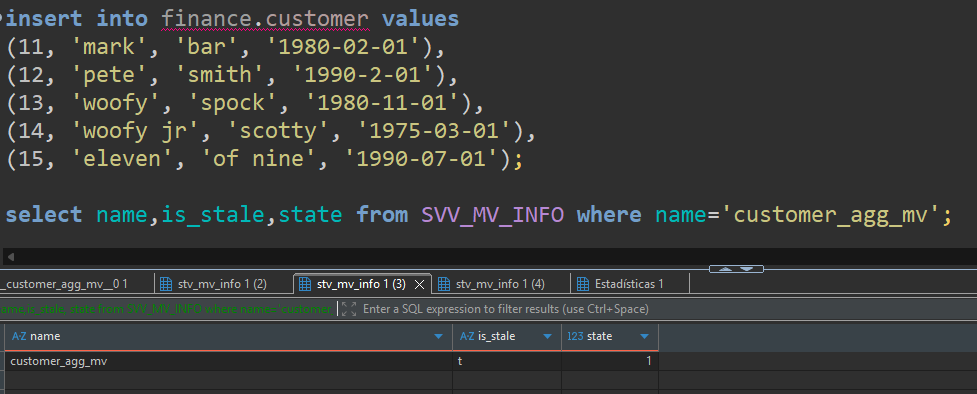 insert into finance.customer values
(11, 'mark', 'bar', '1980-02-01'),
(12, 'pete', 'smith', '1990-2-01'),
(13, 'woofy', 'spock', '1980-11-01'),
(14, 'woofy jr', 'scotty', '1975-03-01'),
(15, 'eleven', 'of nine', '1990-07-01');
select name,is_stale,state from SVV_MV_INFO where name='customer_agg_mv';
_customer_agg_mv__0 1 stv_mv_info 1 (2) stv_mv_info 1 (3) stv_mv_info 1 (4) Estadísticas 1
ame,is_stale, state from SVV_MV_INFO where name='customer_ Enter a SQL expression to filter results (use Ctrl+Space)
A-Z name A-Z is_stale 123 state
customer_agg_mv t 1